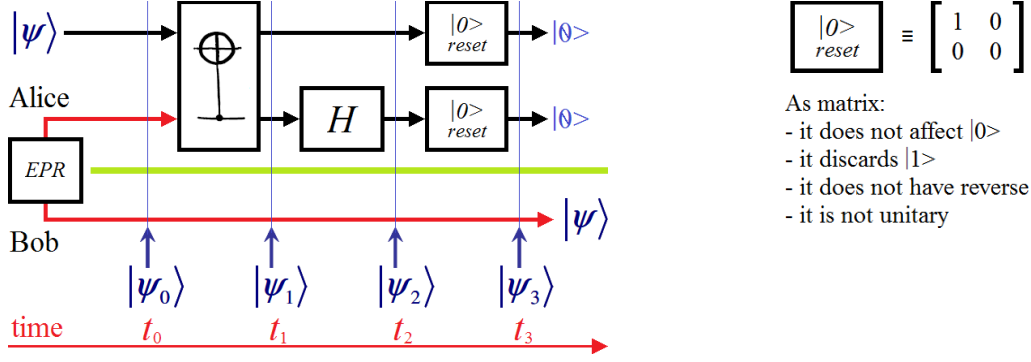 |ψ⟩
|0> reset
|0>
≡
[1 0
0 0]
Alice
H
|0> reset
|0>
EPR
Bob
|ψ⟩
|ψ₀⟩ |ψ₁⟩ |ψ₂⟩ |ψ₃⟩
time t₀ t₁ t₂ t₃
|0> reset
As matrix:
- it does not affect |0>
- it discards |1>
- it does not have reverse
- it is not unitary